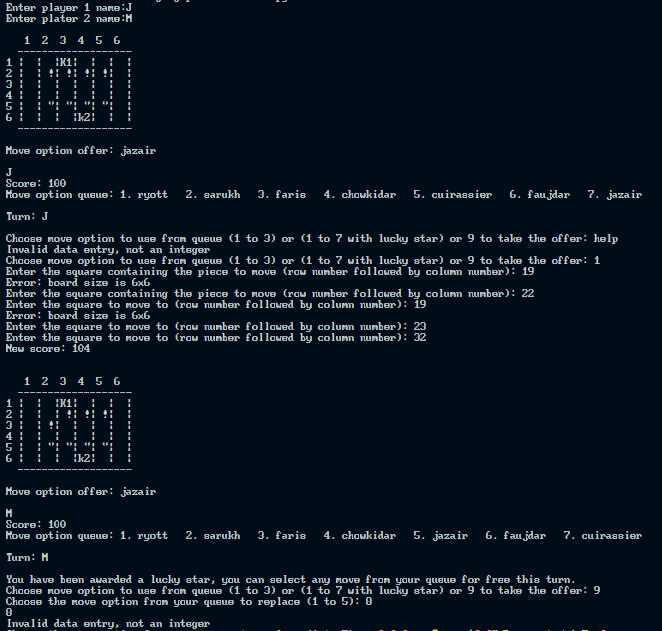 Enter player 1 name:J
Enter plater 2 name:M
1 2 3 4 5 6
-------------------
1 | | |K1| | | |
2 | | !| !| !| !| |
3 | | | | | | |
4 | | | | | | |
5 | | "| "| "| "| |
6 | | | |k2| | |
-------------------
Move option offer: jazair
J
Score: 100
Move option queue: 1. ryott 2. sarukh 3. faris 4. chowkidar 5. cuirassier 6. faujdar 7. jazair
Turn: J
Choose move option to use from queue (1 to 3) or (1 to 7 with lucky star) or 9 to take the offer: help
Invalid data entry, not an integer
Choose move option to use from queue (1 to 3) or (1 to 7 with lucky star) or 9 to take the offer: 1
Enter the square containing the piece to move (row number followed by column number): 19
Error: board size is 6x6
Enter the square containing the piece to move (row number followed by column number): 22
Enter the square to move to (row number followed by column number): 19
Error: board size is 6x6
Enter the square to move to (row number followed by column number): 23
Enter the square to move to (row number followed by column number): 32
New score: 104
1 2 3 4 5 6
-------------------
1 | | |K1| | | |
2 | | | !| !| !| |
3 | | !| | | | |
4 | | | | | | |
5 | | "| "| "| "| |
6 | | | |k2| | |
-------------------
Move option offer: jazair
M
Score: 100
Move option queue: 1. ryott 2. sarukh 3. faris 4. chowkidar 5. jazair 6. faujdar 7. cuirassier
Turn: M
You have been awarded a lucky star, you can select any move from your queue for free this turn.
Choose move option to use from queue (1 to 3) or (1 to 7 with lucky star) or 9 to take the offer: 9
Choose the move option from your queue to replace (1 to 5): 8
8
Invalid data entry, not an integer